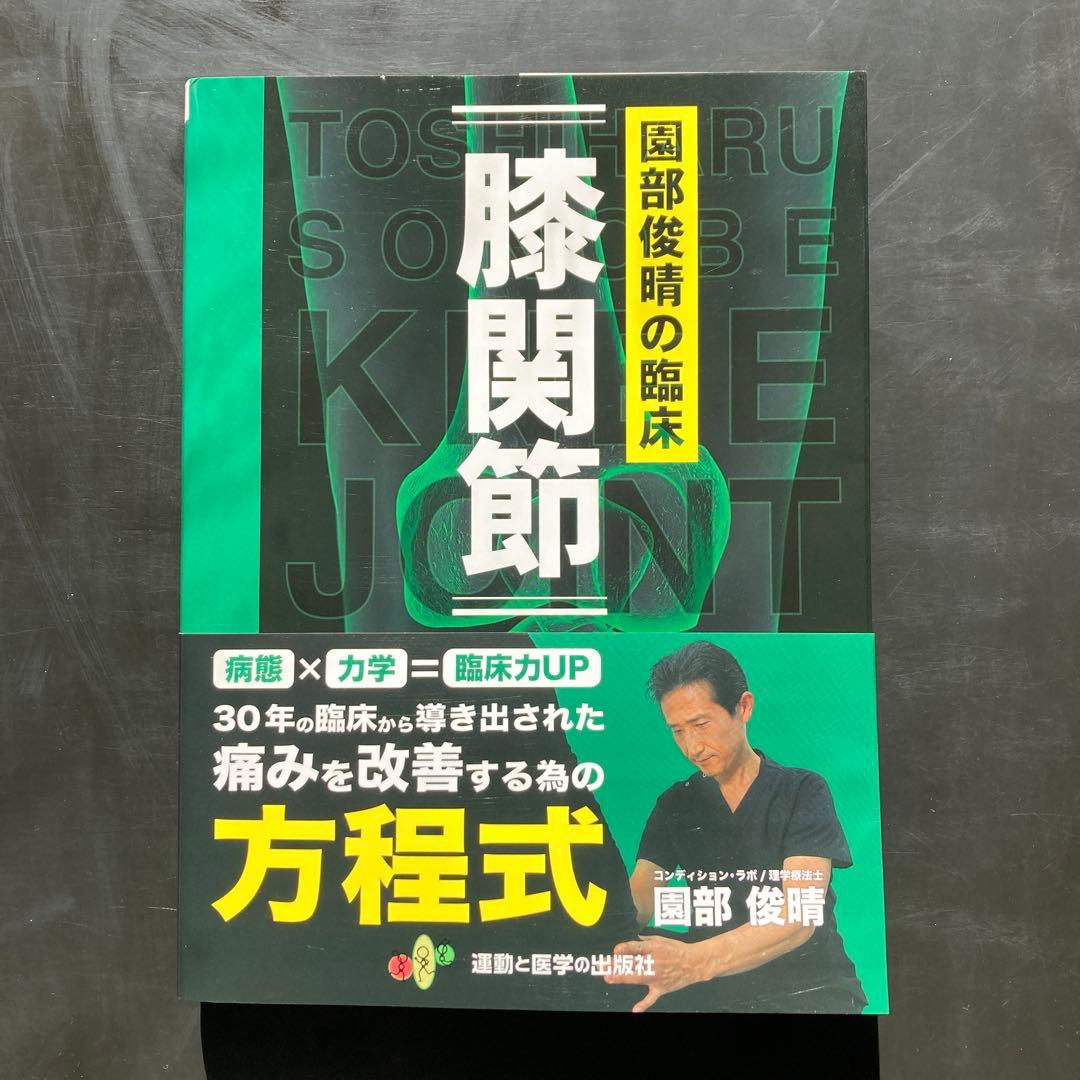 園部俊晴の臨床
膝関節
TOSHIHARU
SONOBE
KNEE
JOINT
病態×力学=臨床力UP
30年の臨床から導き出された
痛みを改善する為の
方程式
コンディション・ラボ/理学療法士
園部 俊晴
運動と医学の出版社